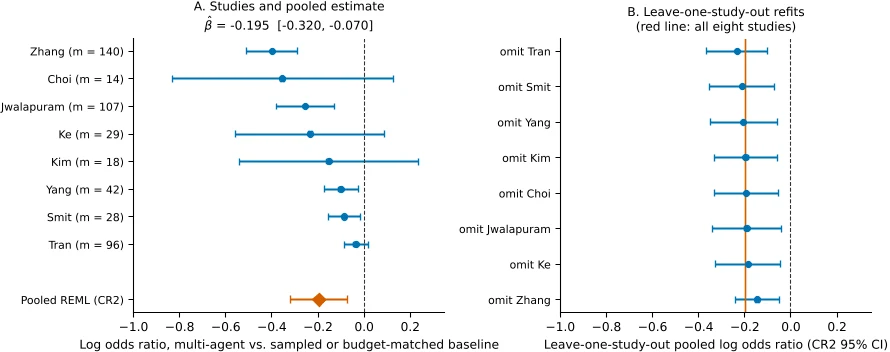 A. Studies and pooled estimate
β̂ = -0.195 [-0.320, -0.070]
Zhang (m = 140)
Choi (m = 14)
Jwalapuram (m = 107)
Ke (m = 29)
Kim (m = 18)
Yang (m = 42)
Smit (m = 28)
Tran (m = 96)
Pooled REML (CR2)
−1.0 −0.8 −0.6 −0.4 −0.2 0.0 0.2
Log odds ratio, multi-agent vs. sampled or budget-matched baseline
B. Leave-one-study-out refits
(red line: all eight studies)
omit Tran
omit Smit
omit Yang
omit Kim
omit Choi
omit Jwalapuram
omit Ke
omit Zhang
−1.0 −0.8 −0.6 −0.4 −0.2 0.0 0.2
Leave-one-study-out pooled log odds ratio (CR2 95% CI)